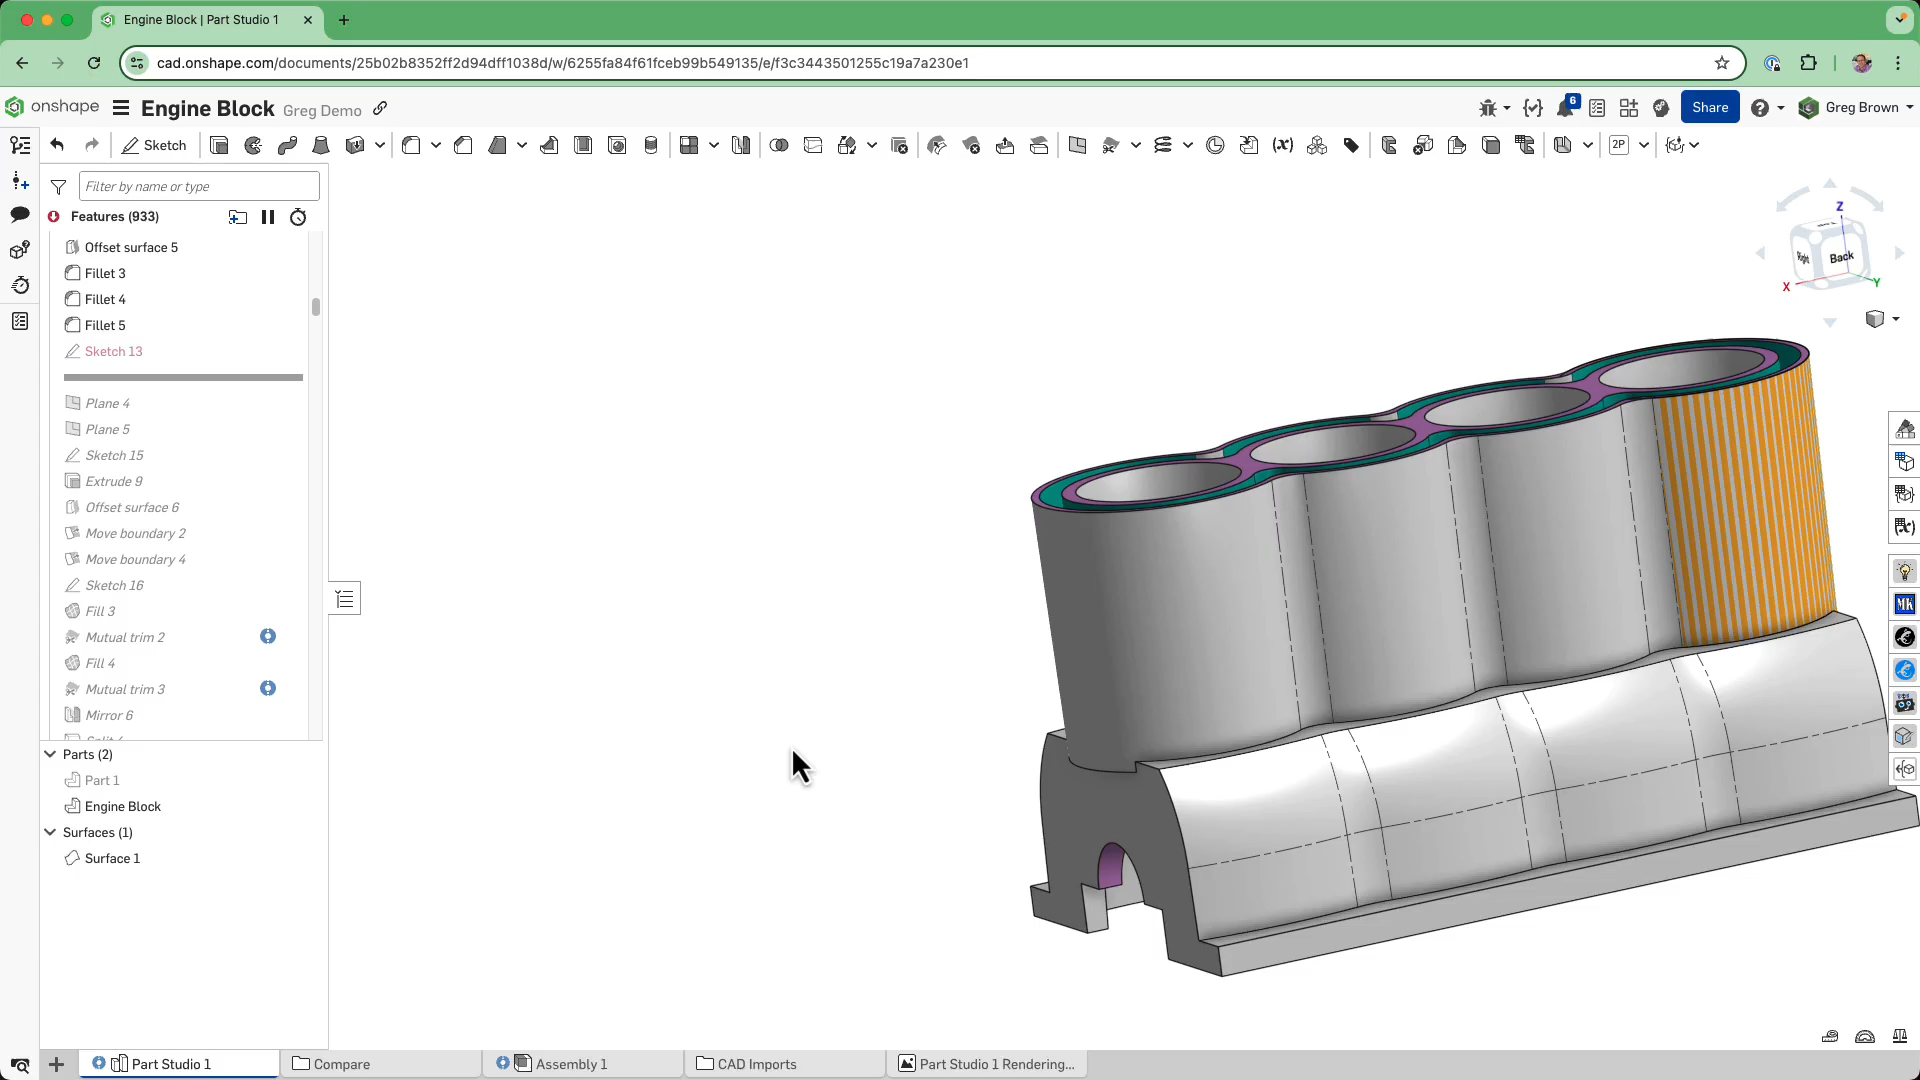 Engine Block | Part Studio 1
cad.onshape.com/documents/25b02b8352ff2d94dff1038d/w/6255fa84f61fceb99b549135/e/f3c3443501255c19a7a230e1
onshape
Engine Block
Greg Demo
6
Share
Greg Brown
Sketch
2P
Filter by name or type
Features (933)
Offset surface 5
Fillet 3
Fillet 4
Fillet 5
Sketch 13
Plane 4
Plane 5
Sketch 15
Extrude 9
Offset surface 6
Move boundary 2
Move boundary 4
Sketch 16
Fill 3
Mutual trim 2
Fill 4
Mutual trim 3
Mirror 6
Parts (2)
Part 1
Engine Block
Surfaces (1)
Surface 1
Z
Right
Back
X
Y
MK
Part Studio 1
Compare
Assembly 1
CAD Imports
Part Studio 1 Rendering...